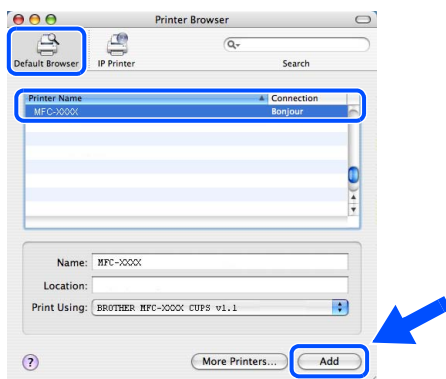 Printer Browser
Default Browser IP Printer Search
Printer Name Connection
MFC-XXXX Bonjour
Name: MFC-XXXX
Location:
Print Using: BROTHER MFC-XXXX CUPS v1.1
? More Printers... Add